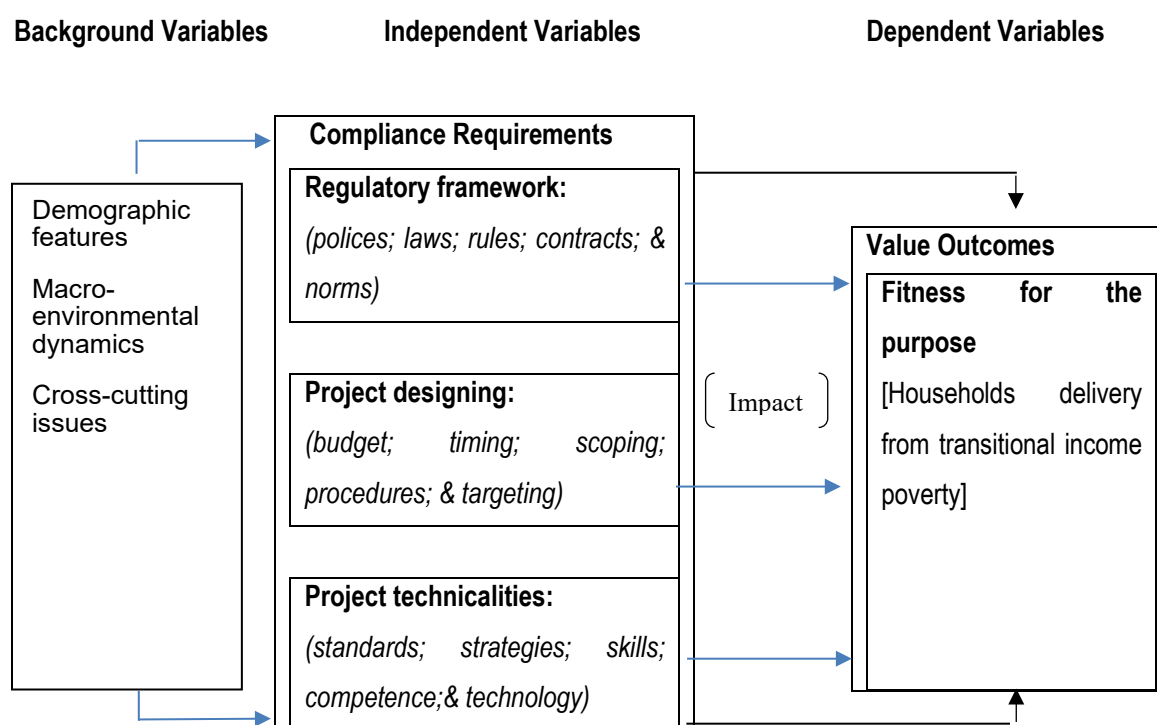 Background Variables
Independent Variables
Dependent Variables
Demographic
features
Macro-
environmental
dynamics
Cross-cutting
issues
Compliance Requirements
Regulatory framework:
(polices; laws; rules; contracts; &
norms)
Project designing:
(budget; timing; scoping;
procedures; & targeting)
Project technicalities:
(standards; strategies; skills;
competence;& technology)
Impact
Value Outcomes
Fitness for the
purpose
[Households delivery
from transitional income
poverty]